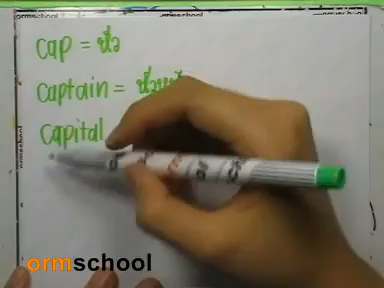 cap = หัว
captain =
capital
ormschool